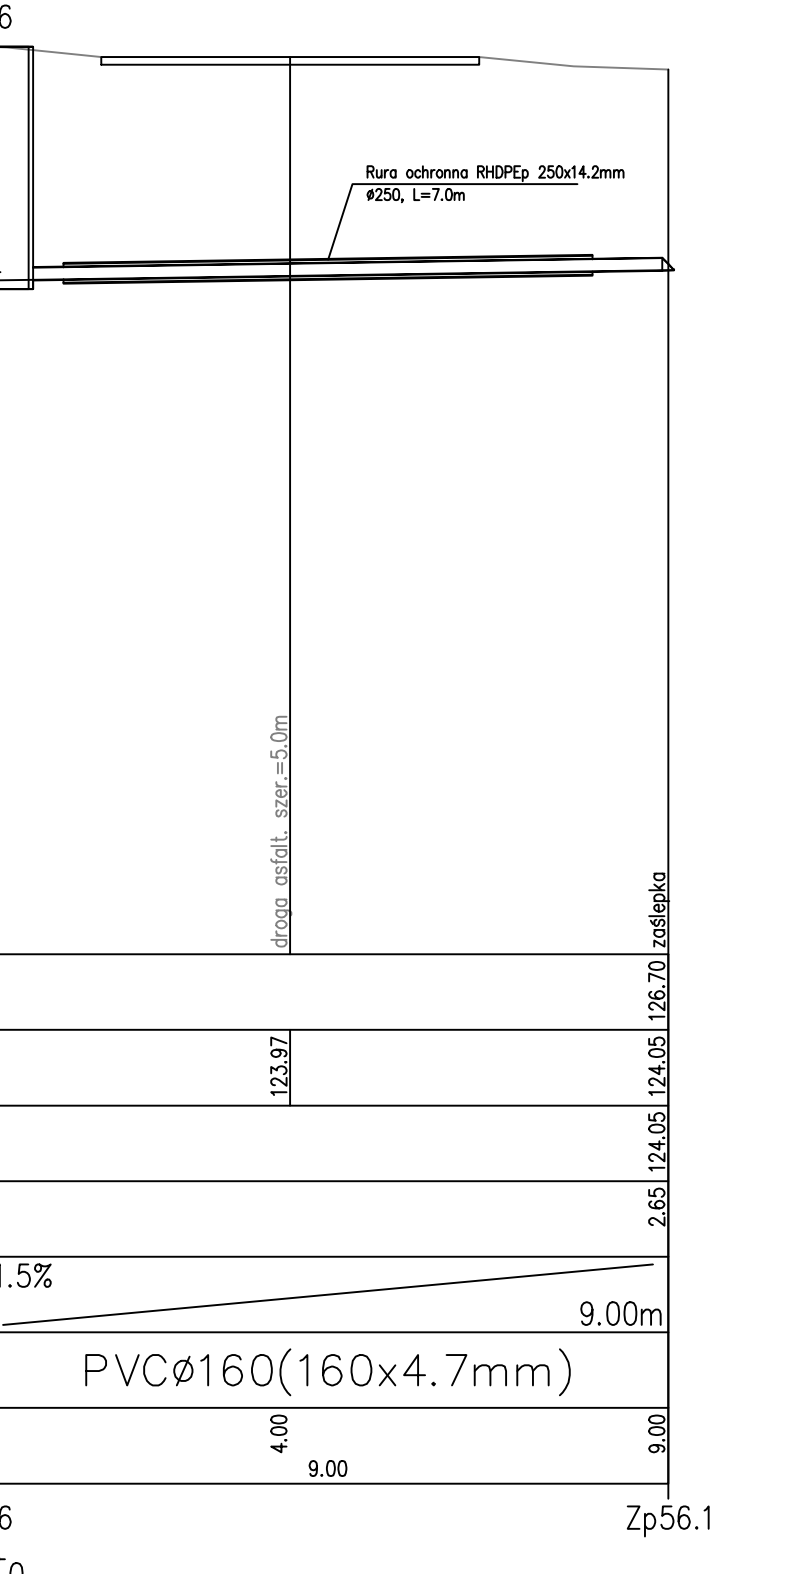 6
Rura ochronna RHDPEp 250x14.2mm
ø250, L=7.0m
droga asfalt. szer.=5.0m
zaślepka
126.70
123.97
124.05
124.05
2.65
1.5%
9.00m
PVCø160(160x4.7mm)
4.00
9.00
9.00
6
Zp56.1